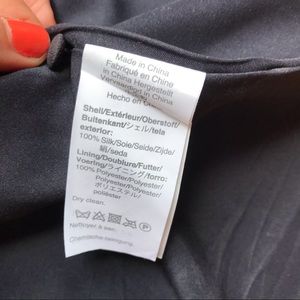 Made in China
Fabriqué en Chine
In China Hergestellt
Vervaardigd in China
Hecho en
Shell/Extérieur/Oberstoff/
Buitenkant/シェル/tela
exterior:
100% Silk/Soie/Seide/Zijde/
絹/seda
Lining/Doublure/Futter/
Voering/ライニング/forro:
100% Polyester/Polyester/
Polyester/Polyester/
ポリエステル/
poliéster
Dry clean.
Nettoyer à sec.
Chemische reinigung.